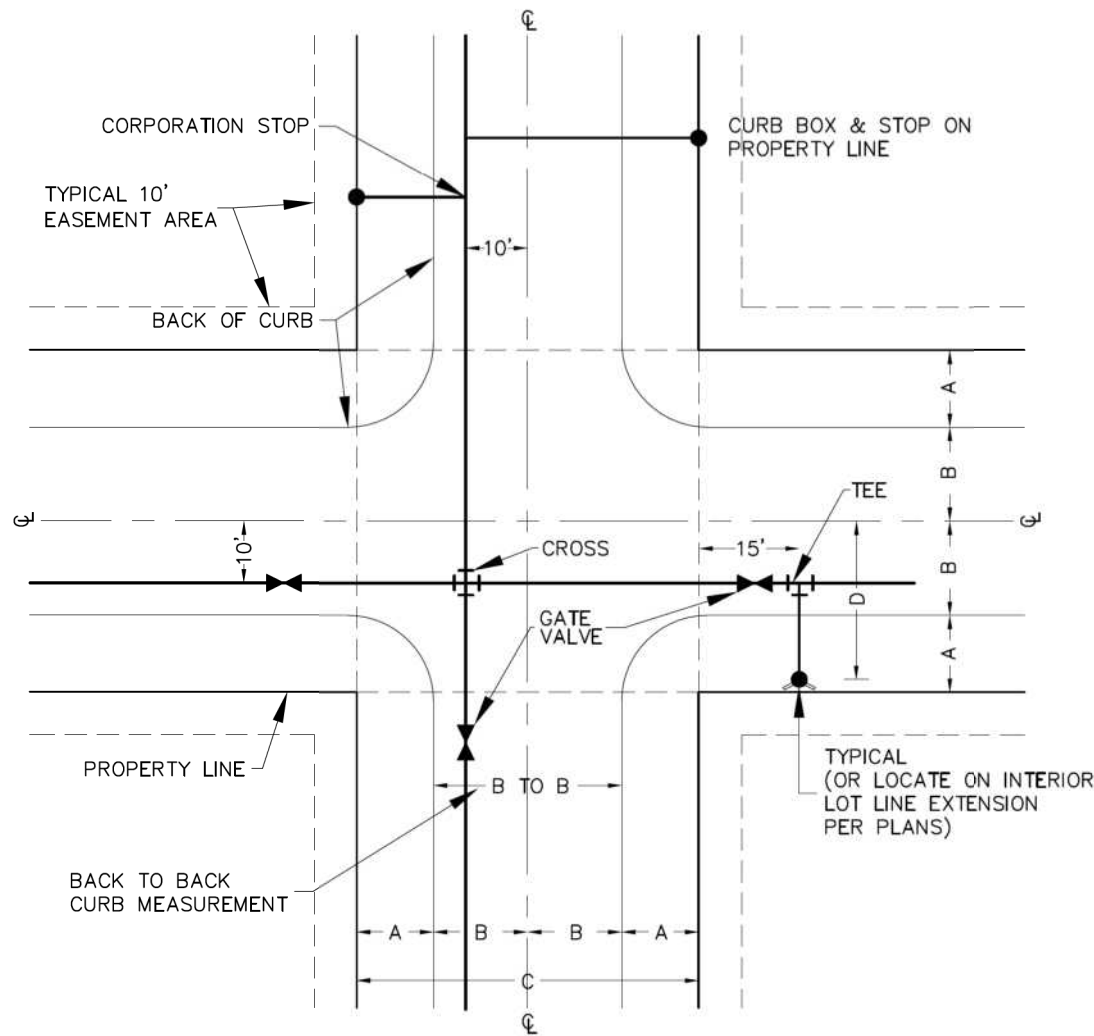 ℄
CORPORATION STOP
CURB BOX & STOP ON
PROPERTY LINE
TYPICAL 10'
EASEMENT AREA
10'
BACK OF CURB
A
B
TEE
℄
℄
10'
CROSS
15'
B
D
GATE
VALVE
A
PROPERTY LINE
TYPICAL
(OR LOCATE ON INTERIOR
LOT LINE EXTENSION
PER PLANS)
B TO B
BACK TO BACK
CURB MEASUREMENT
A
B
B
A
C
℄